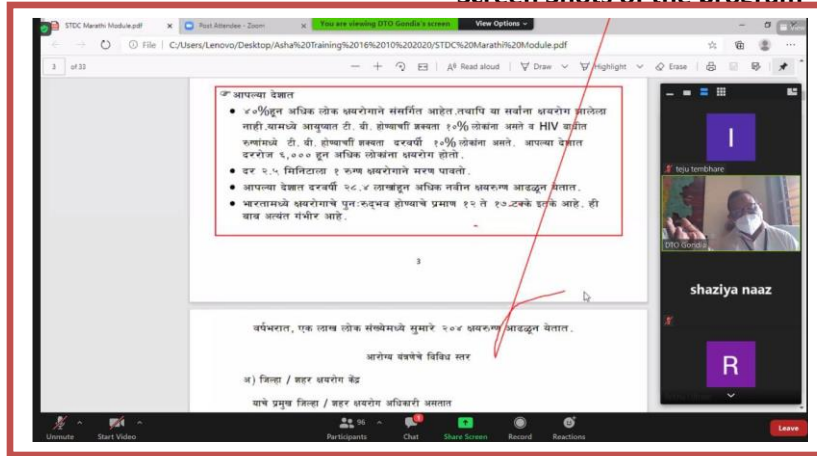 screen shots of the program
STDC Marathi Module.pdf
Post Attendee - Zoom
You are viewing DTO Gondia's screen
View Options
File | C:/Users/Lenovo/Desktop/Asha%20Training%2016%2010%202020/STDC%20Marathi%20Module.pdf
3 of 33
Read aloud
Draw
Highlight
Erase
☞ आपल्या देशात
• ४०%हून अधिक लोक क्षयरोगाने संसर्गित आहेत.तथापि या सर्वांना क्षयरोग झालेला
नाही.यामध्ये आयुष्यात टी. बी. होण्याची शक्यता १०% लोकांना असते व HIV बाधीत
रुग्णांमध्ये टी. बी. होण्याची शक्यता दरवर्षी १०% लोकांना असते. आपल्या देशात
दररोज ६,००० हून अधिक लोकांना क्षयरोग होतो.
• दर २.५ मिनिटाला १ रुग्ण क्षयरोगाने मरण पावतो.
• आपल्या देशात दरवर्षी २८.४ लाखांहून अधिक नवीन क्षयरुग्ण आढळून येतात.
• भारतामध्ये क्षयरोगाचे पुनःरुद्भव होण्याचे प्रमाण १२ ते १७ टक्के इतके आहे. ही
बाब अत्यंत गंभीर आहे.
3
वर्षभरात, एक लाख लोक संख्येमध्ये सुमारे २०४ क्षयरुग्ण आढळून येतात.
आरोग्य यंत्रणेचे विविध स्तर
अ) जिल्हा / शहर क्षयरोग केंद्र
याचे प्रमुख जिल्हा / शहर क्षयरोग अधिकारी असतात
I
teju tembhare
DTO Gondia
shaziya naaz
R
Unmute
Start Video
96
Participants
Chat
Share Screen
Record
Reactions
Leave